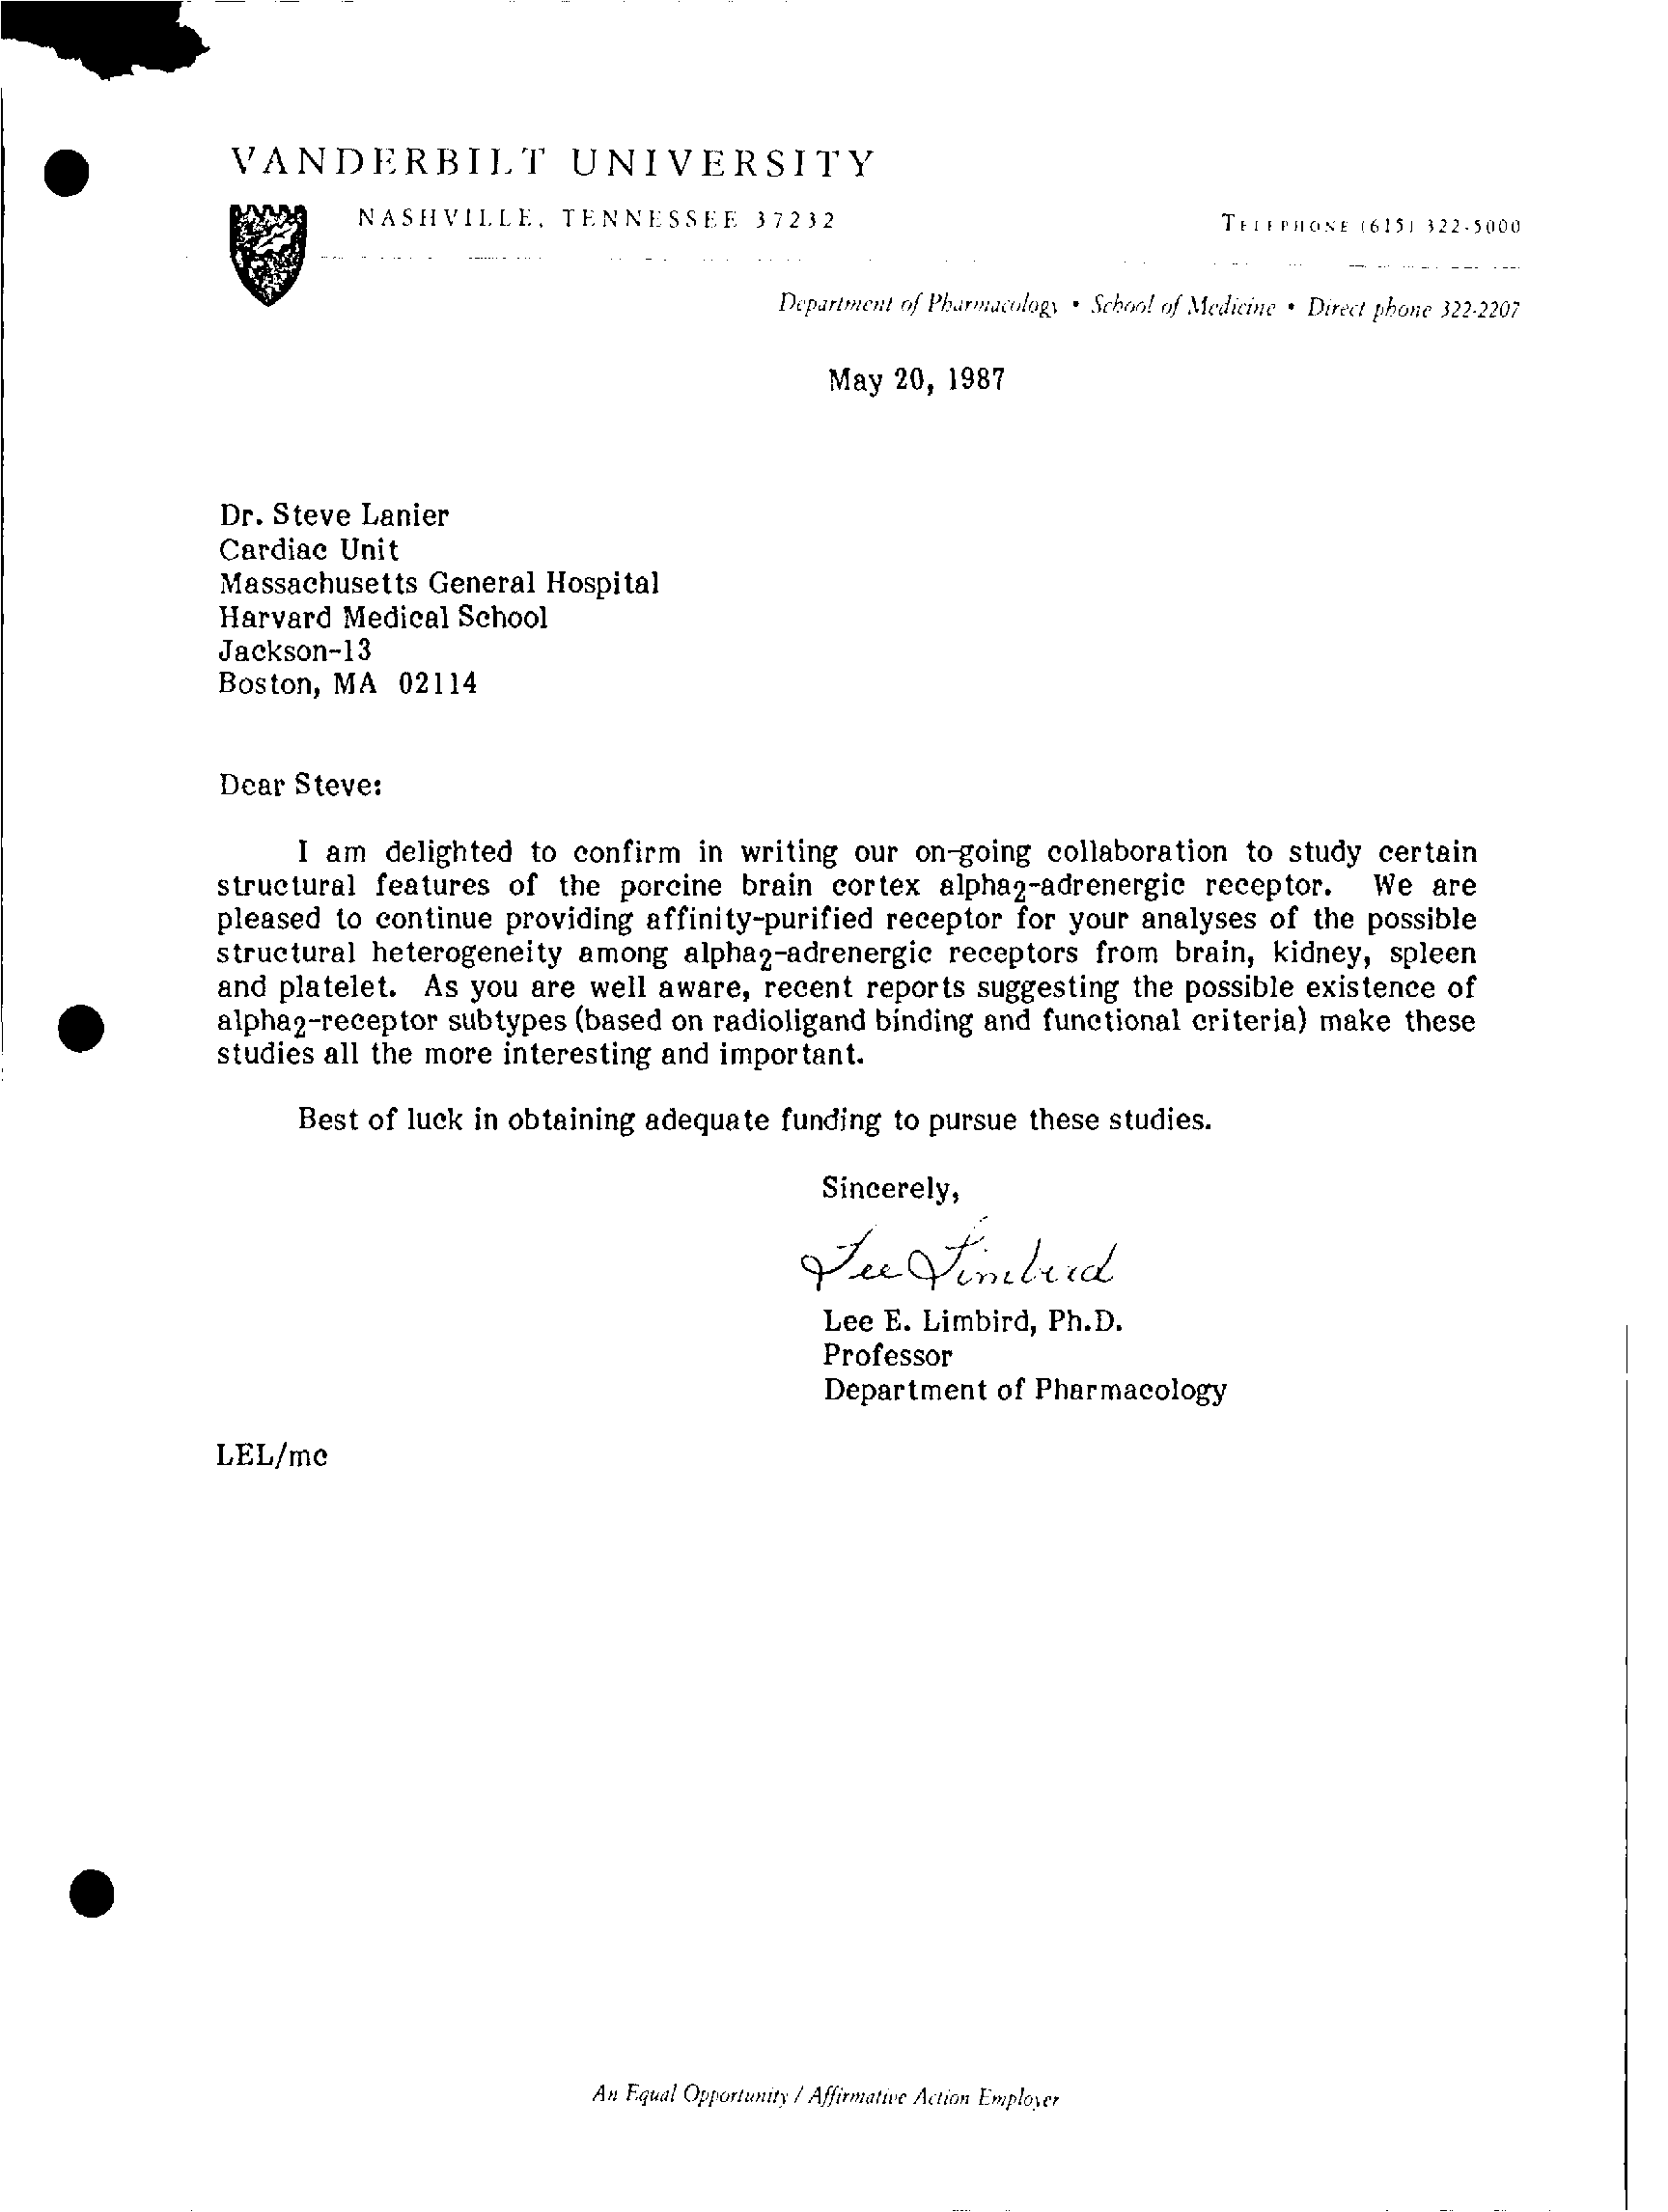 VANDERBILT UNIVERSITY
NASHVILLE, TENNESSEE 37232
TELEPHONE (615) 322-5000
Department of Pharmacology • School of Medicine • Direct phone 322-2207
May 20, 1987
Dr. Steve Lanier
Cardiac Unit
Massachusetts General Hospital
Harvard Medical School
Jackson-13
Boston, MA 02114
Dear Steve:
I am delighted to confirm in writing our on-going collaboration to study certain
structural features of the porcine brain cortex alpha₂-adrenergic receptor. We are
pleased to continue providing affinity-purified receptor for your analyses of the possible
structural heterogeneity among alpha₂-adrenergic receptors from brain, kidney, spleen
and platelet. As you are well aware, recent reports suggesting the possible existence of
alpha₂-receptor subtypes (based on radioligand binding and functional criteria) make these
studies all the more interesting and important.
Best of luck in obtaining adequate funding to pursue these studies.
Sincerely,
Lee Limbird
Lee E. Limbird, Ph.D.
Professor
Department of Pharmacology
LEL/mc
An Equal Opportunity / Affirmative Action Employer